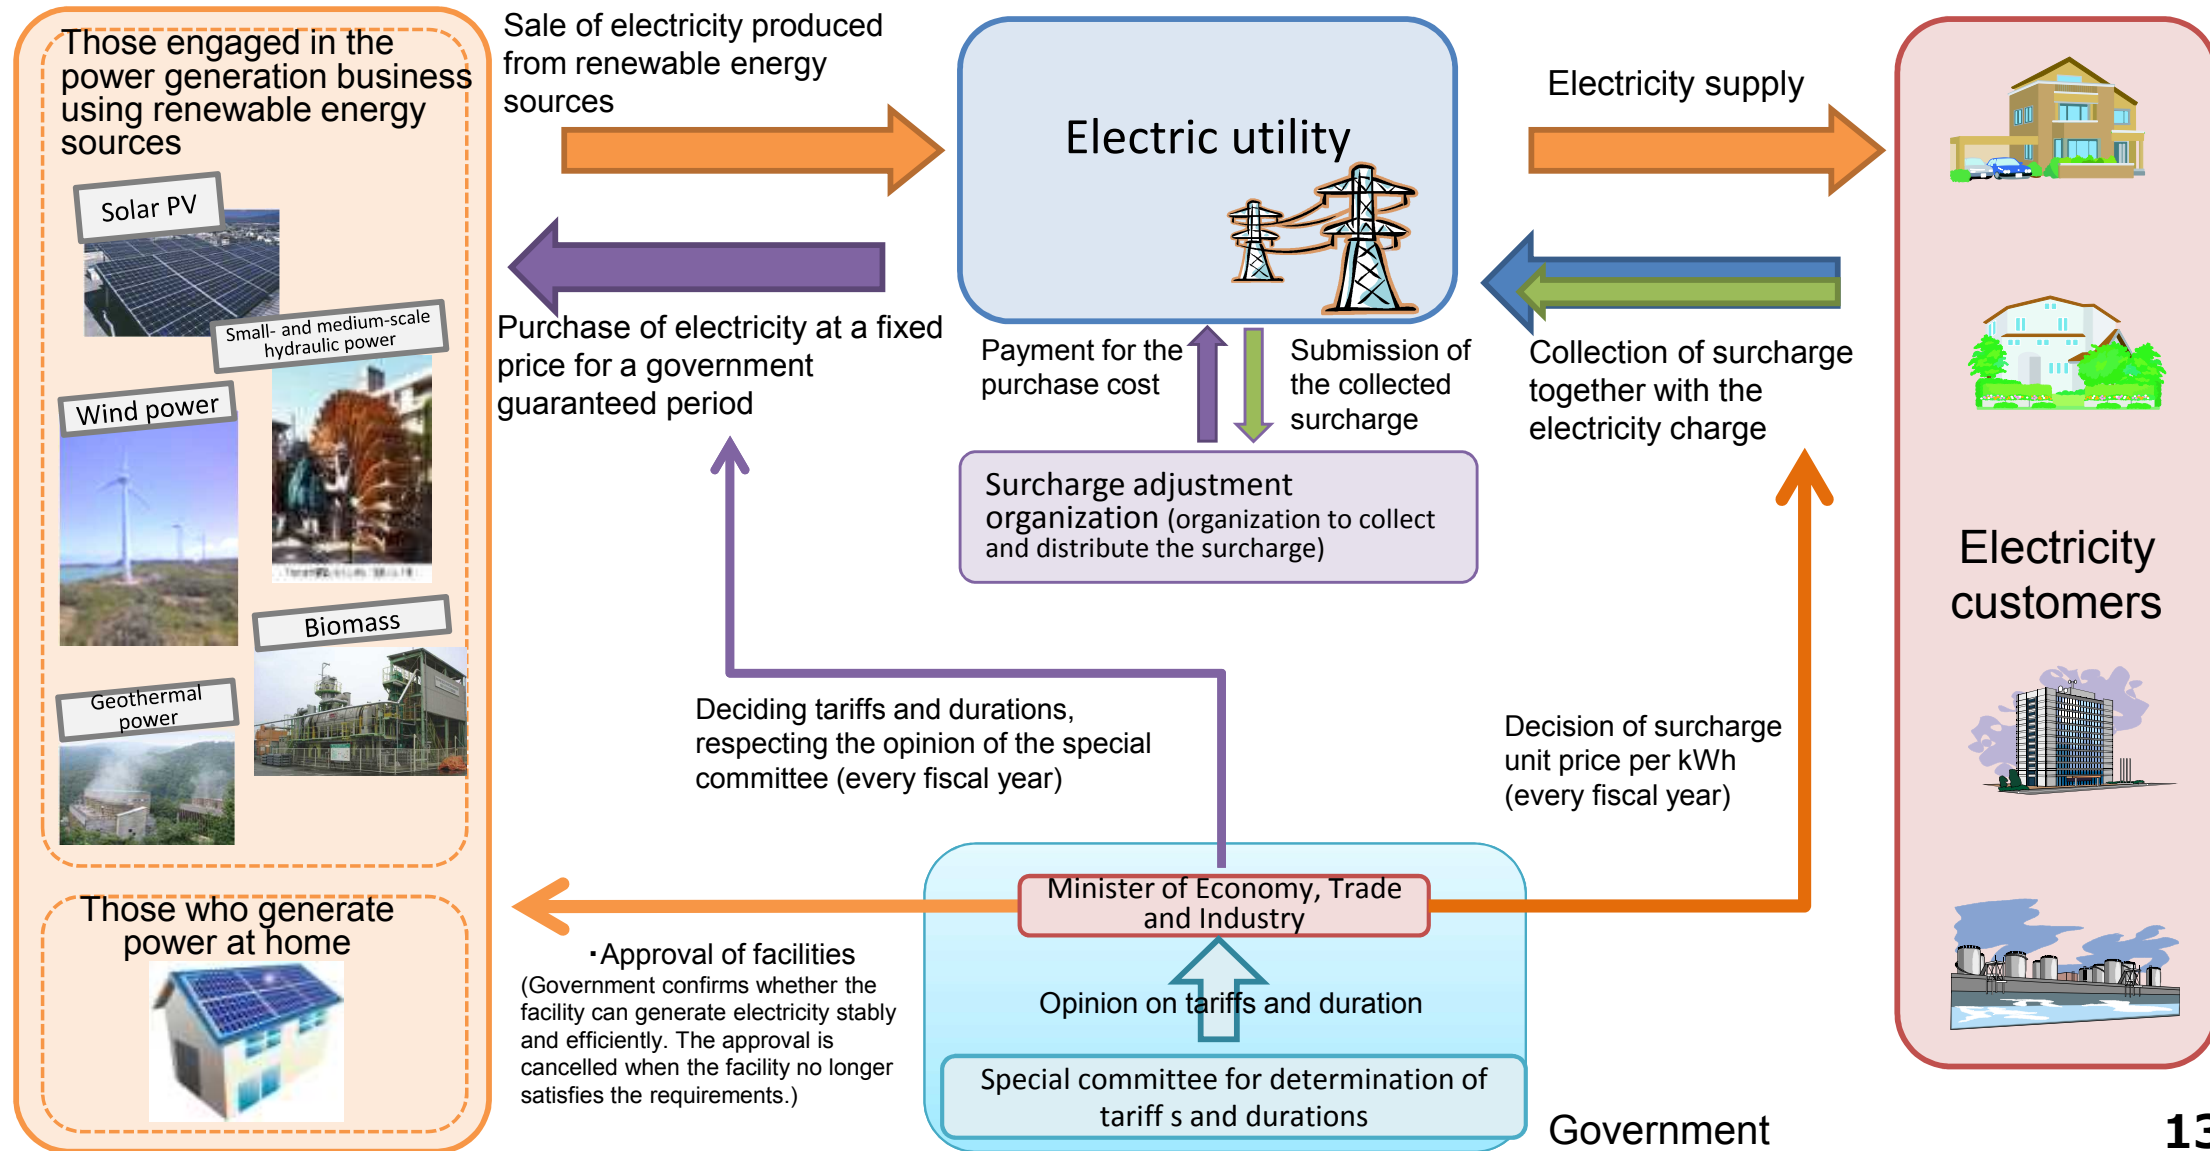 Those engaged in the
power generation business
using renewable energy
sources
Solar PV
Small- and medium-scale
hydraulic power
Wind power
Biomass
Geothermal
power
Those who generate
power at home
Sale of electricity produced
from renewable energy
sources
Purchase of electricity at a fixed
price for a government
guaranteed period
Electric utility
Payment for the
purchase cost
Submission of
the collected
surcharge
Surcharge adjustment
organization (organization to collect
and distribute the surcharge)
Electricity supply
Collection of surcharge
together with the
electricity charge
Electricity
customers
Deciding tariffs and durations,
respecting the opinion of the special
committee (every fiscal year)
Decision of surcharge
unit price per kWh
(every fiscal year)
Minister of Economy, Trade
and Industry
・Approval of facilities
(Government confirms whether the
facility can generate electricity stably
and efficiently. The approval is
cancelled when the facility no longer
satisfies the requirements.)
Opinion on tariffs and duration
Special committee for determination of
tariff s and durations
Government
13